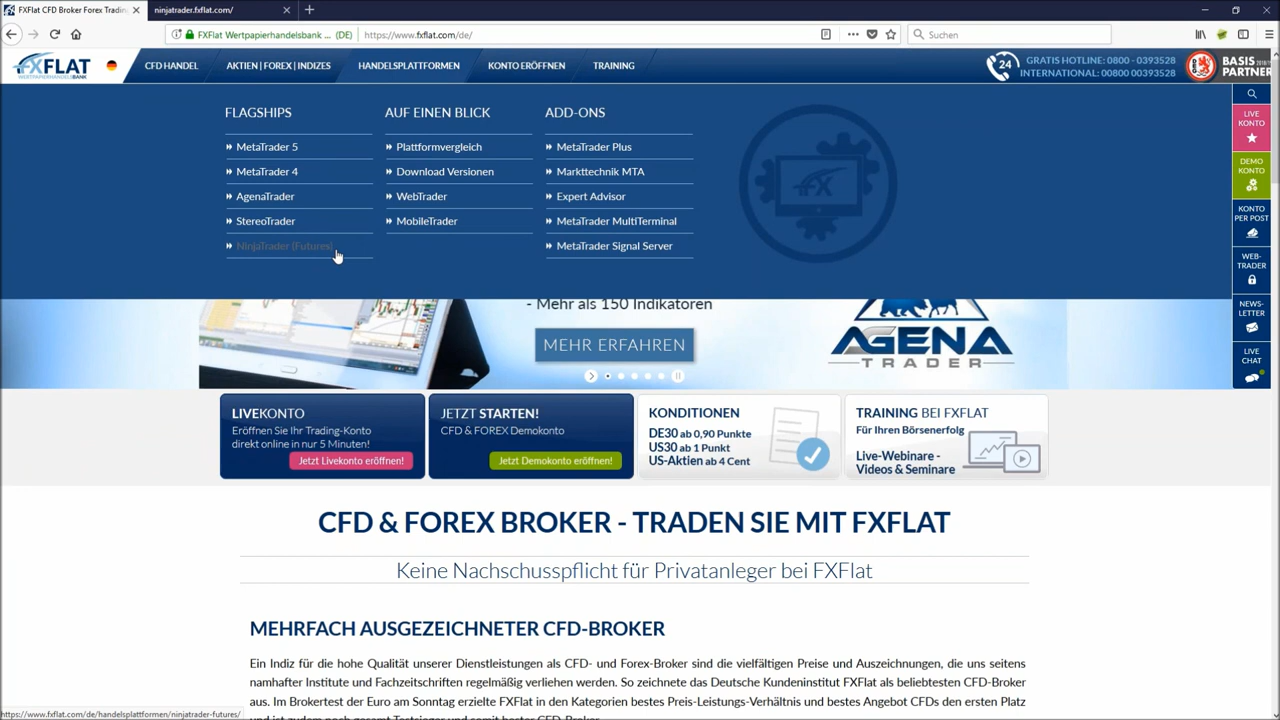 FXFlat CFD Broker Forex Trading
ninjatrader.fxflat.com/
FXFlat Wertpapierhandelsbank ... (DE)
https://www.fxflat.com/de/
Suchen
FXFLAT
WERTPAPIERHANDELSBANK
CFD HANDEL
AKTIEN | FOREX | INDIZES
HANDELSPLATTFORMEN
KONTO ERÖFFNEN
TRAINING
24
GRATIS HOTLINE: 0800 - 0393528
INTERNATIONAL: 00800 00393528
BASIS
PARTNER
FLAGSHIPS
MetaTrader 5
MetaTrader 4
AgenaTrader
StereoTrader
NinjaTrader (Futures)
AUF EINEN BLICK
Plattformvergleich
Download Versionen
WebTrader
MobileTrader
ADD-ONS
MetaTrader Plus
Markttechnik MTA
Expert Advisor
MetaTrader MultiTerminal
MetaTrader Signal Server
FX
LIVE
KONTO
DEMO
KONTO
KONTO
PER POST
WEB-
TRADER
NEWS-
LETTER
LIVE
CHAT
- Mehr als 150 Indikatoren
MEHR ERFAHREN
AGENA
TRADER
LIVEKONTO
Eröffnen Sie Ihr Trading-Konto
direkt online in nur 5 Minuten!
Jetzt Livekonto eröffnen!
JETZT STARTEN!
CFD & FOREX Demokonto
Jetzt Demokonto eröffnen!
KONDITIONEN
DE30 ab 0,90 Punkte
US30 ab 1 Punkt
US-Aktien ab 4 Cent
TRAINING BEI FXFLAT
Für Ihren Börsenerfolg
Live-Webinare -
Videos & Seminare
CFD & FOREX BROKER - TRADEN SIE MIT FXFLAT
Keine Nachschusspflicht für Privatanleger bei FXFlat
MEHRFACH AUSGEZEICHNETER CFD-BROKER
Ein Indiz für die hohe Qualität unserer Dienstleistungen als CFD- und Forex-Broker sind die vielfältigen Preise und Auszeichnungen, die uns seitens
namhafter Institute und Fachzeitschriften regelmäßig verliehen werden. So zeichnete das Deutsche Kundeninstitut FXFlat als beliebtesten CFD-Broker
aus. Im Brokertest der Euro am Sonntag erzielte FXFlat in den Kategorien bestes Preis-Leistungs-Verhältnis und bestes Angebot CFDs den ersten Platz
https://www.fxflat.com/de/handelsplattformen/ninjatrader-futures/